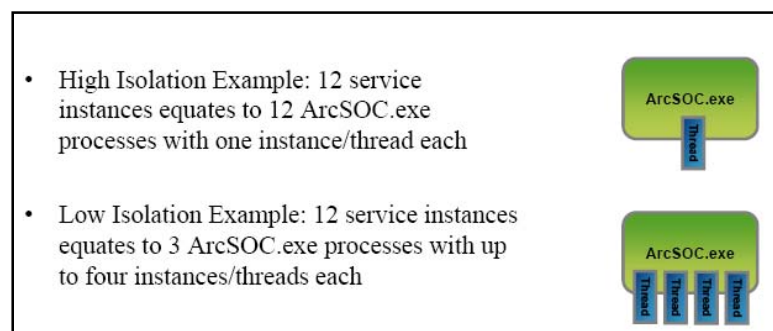 • High Isolation Example: 12 service
instances equates to 12 ArcSOC.exe
processes with one instance/thread each
ArcSOC.exe
Thread
• Low Isolation Example: 12 service instances
equates to 3 ArcSOC.exe processes with up
to four instances/threads each
ArcSOC.exe
Thread
Thread
Thread
Thread